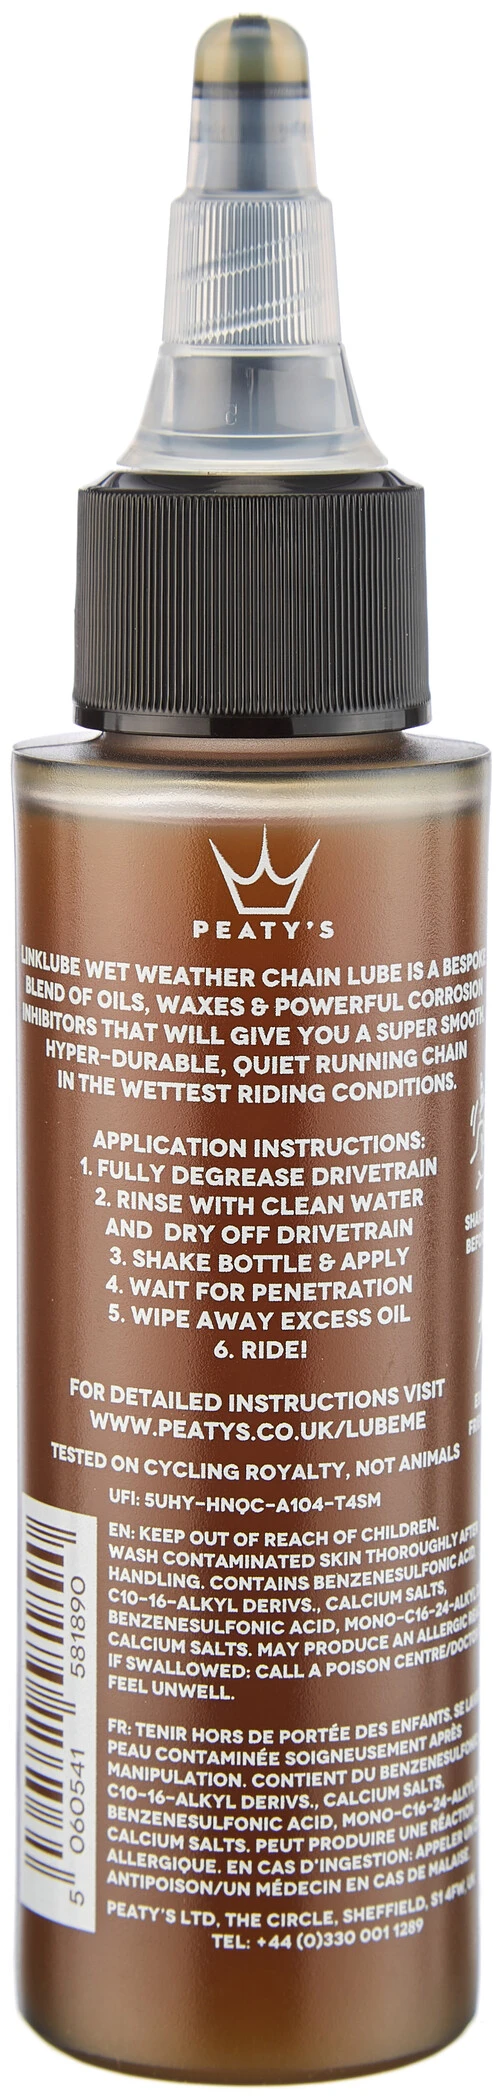 PEATY'S
LINKLUBE WET WEATHER CHAIN LUBE IS A BESPOKE
BLEND OF OILS, WAXES & POWERFUL CORROSION
INHIBITORS THAT WILL GIVE YOU A SUPER SMOOTH,
HYPER-DURABLE, QUIET RUNNING CHAIN
IN THE WETTEST RIDING CONDITIONS.
APPLICATION INSTRUCTIONS:
1. FULLY DEGREASE DRIVETRAIN
2. RINSE WITH CLEAN WATER
AND DRY OFF DRIVETRAIN
3. SHAKE BOTTLE & APPLY
4. WAIT FOR PENETRATION
5. WIPE AWAY EXCESS OIL
6. RIDE!
FOR DETAILED INSTRUCTIONS VISIT
WWW.PEATYS.CO.UK/LUBEME
TESTED ON CYCLING ROYALTY, NOT ANIMALS
UFI: 5UHY-HNQC-A104-T4SM
EN: KEEP OUT OF REACH OF CHILDREN.
WASH CONTAMINATED SKIN THOROUGHLY AFTER
HANDLING. CONTAINS BENZENESULFONIC ACID,
C10-16-ALKYL DERIVS., CALCIUM SALTS,
BENZENESULFONIC ACID, MONO-C16-24-ALKYL
CALCIUM SALTS. MAY PRODUCE AN ALLERGIC
IF SWALLOWED: CALL A POISON CENTRE/DOCTOR
FEEL UNWELL.
FR: TENIR HORS DE PORTÉE DES ENFANTS. SE
PEAU CONTAMINÉE SOIGNEUSEMENT APRÈS
MANIPULATION. CONTIENT DU BENZENESULFONIC
C10-16-ALKYL DERIVS., CALCIUM SALTS,
BENZENESULFONIC ACID, MONO-C16-24-ALKYL
CALCIUM SALTS. PEUT PRODUIRE UNE RÉACTION
ALLERGIQUE. EN CAS D'INGESTION: APPELER UN
ANTIPOISON/UN MÉDECIN EN CAS DE MALAISE.
PEATY'S LTD, THE CIRCLE, SHEFFIELD, S1 4FW, UK
TEL: +44 (0)330 001 1289
5 060541 581890